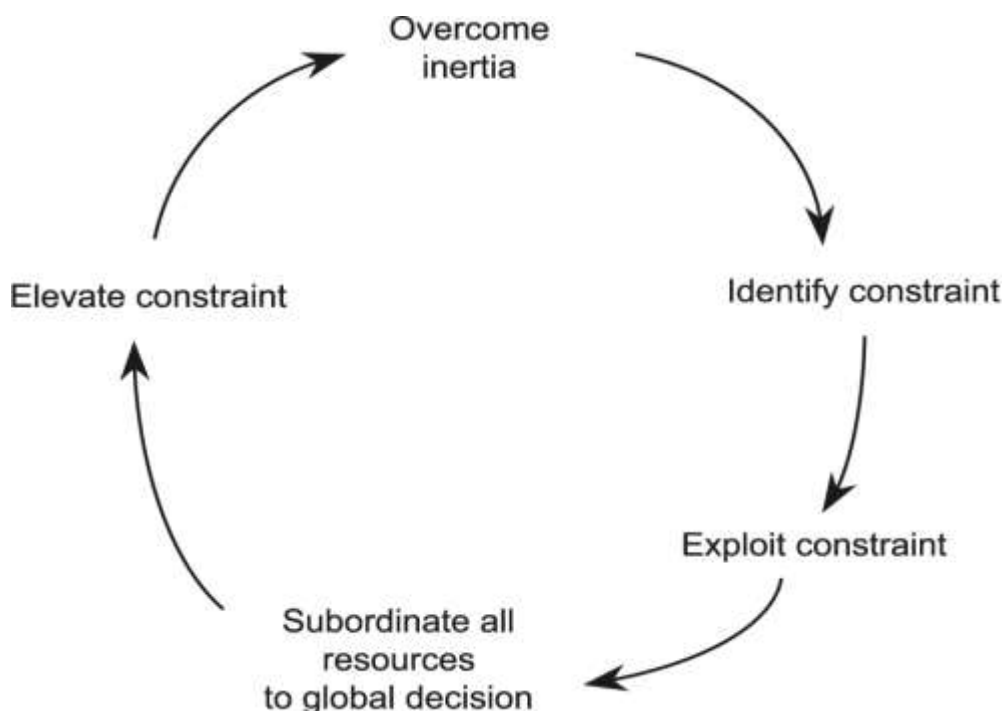 Overcome
inertia
Identify constraint
Exploit constraint
Subordinate all
resources
to global decision
Elevate constraint